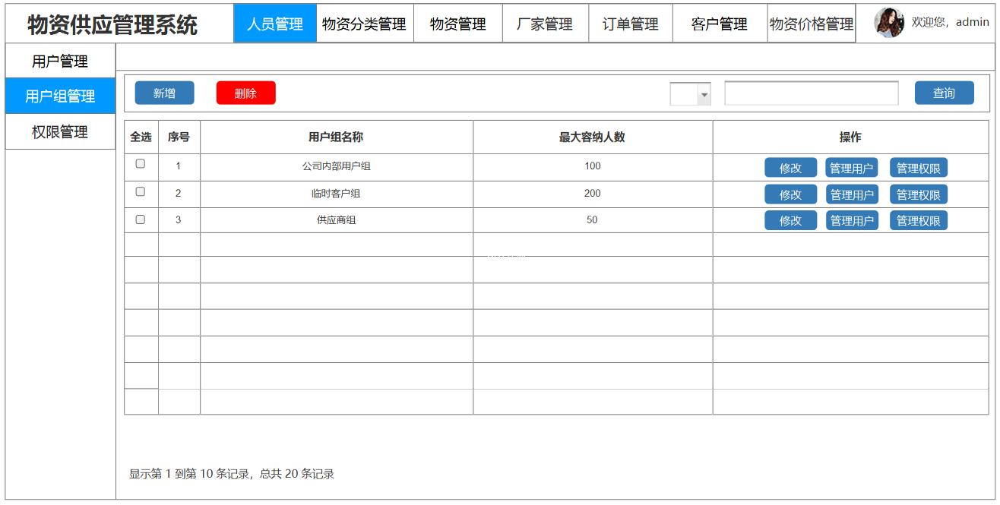 物资供应管理系统 人员管理 物资分类管理 物资管理 厂家管理 订单管理 客户管理 物资价格管理 欢迎您，admin
用户管理
用户组管理
权限管理
新增 删除 查询
全选 序号 用户组名称 最大容纳人数 操作
1 公司内部用户组 100 修改 管理用户 管理权限
2 临时客户组 200 修改 管理用户 管理权限
3 供应商组 50 修改 管理用户 管理权限
显示第 1 到第 10 条记录，总共 20 条记录